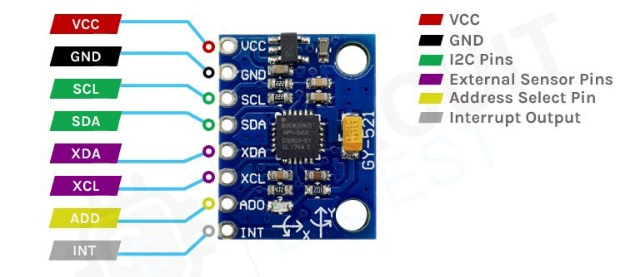 VCC
GND
SCL
SDA
XDA
XCL
ADD
INT
VCC
GND
SCL
SDA
XDA
XCL
ADO
INT
GY-521
X
Y
VCC
GND
I2C Pins
External Sensor Pins
Address Select Pin
Interrupt Output